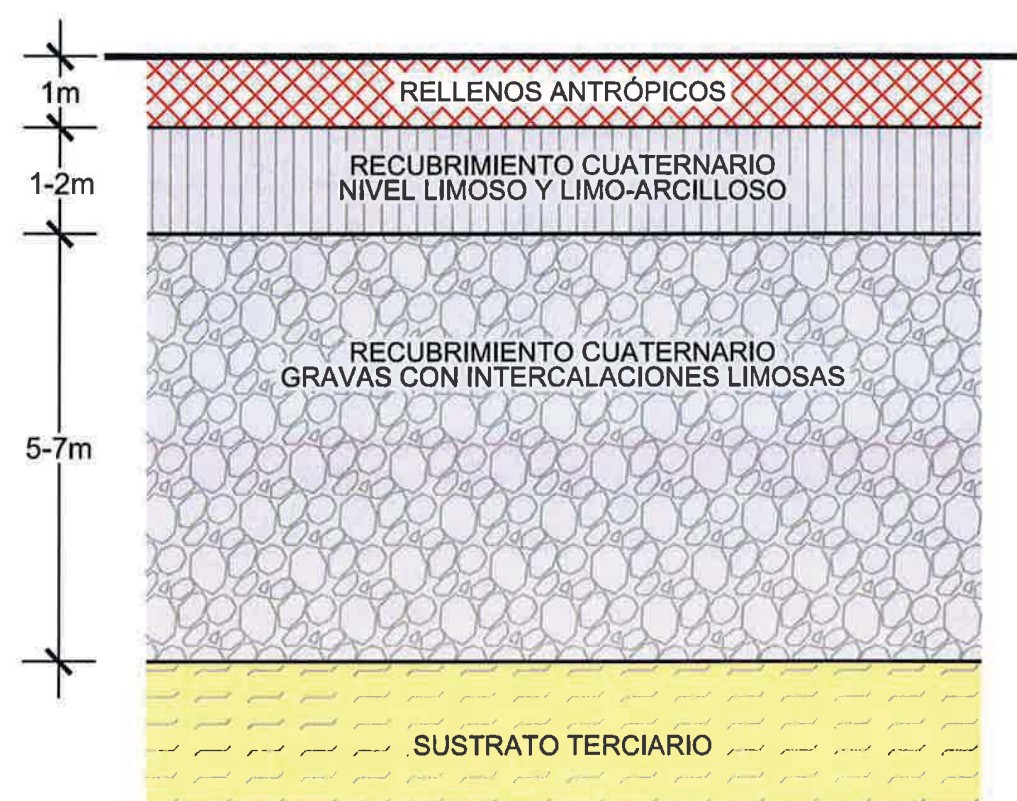 1m
RELLENOS ANTRÓPICOS
1-2m
RECUBRIMIENTO CUATERNARIO
NIVEL LIMOSO Y LIMO-ARCILLOSO
RECUBRIMIENTO CUATERNARIO
GRAVAS CON INTERCALACIONES LIMOSAS
5-7m
SUSTRATO TERCIARIO